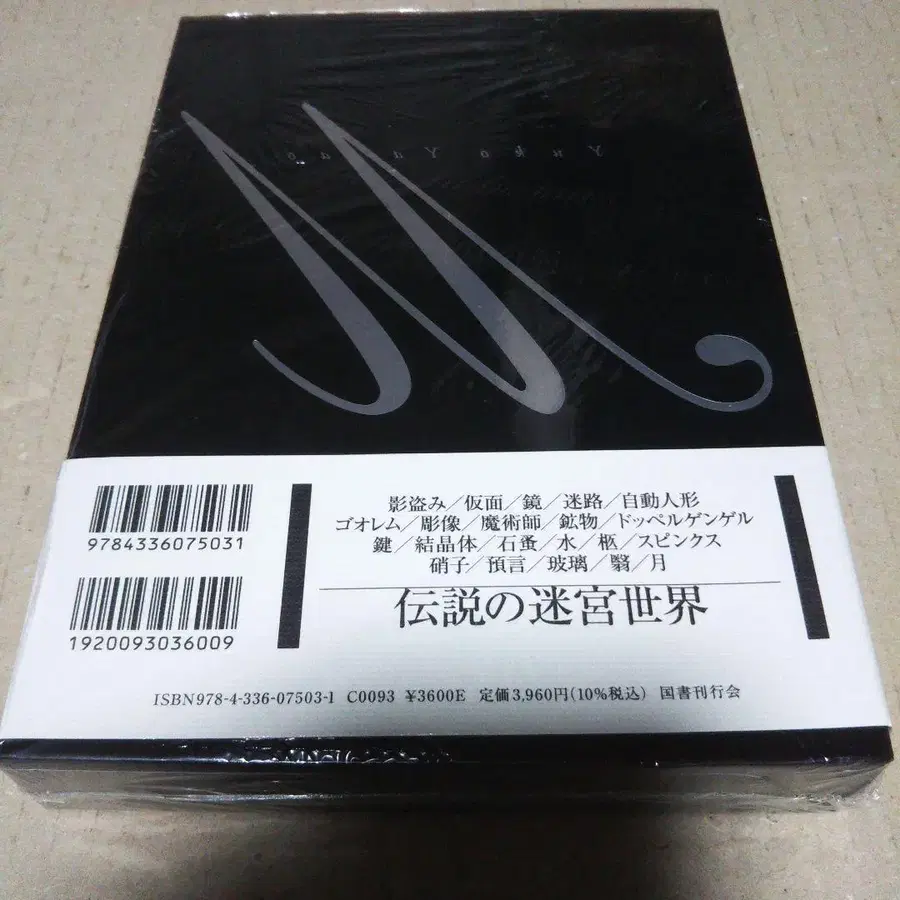 M
影盗み／仮面／鏡／迷路／自動人形
ゴオレム／彫像／魔術師／鉱物／ドッペルゲンゲル
鍵／結晶体／石蚤／水／柩／スピンクス
硝子／預言／玻璃／翳／月
伝説の迷宮世界
9784336075031
1920093036009
ISBN978-4-336-07503-1 C0093 ¥3600E 定価3,960円(10%税込) 国書刊行会